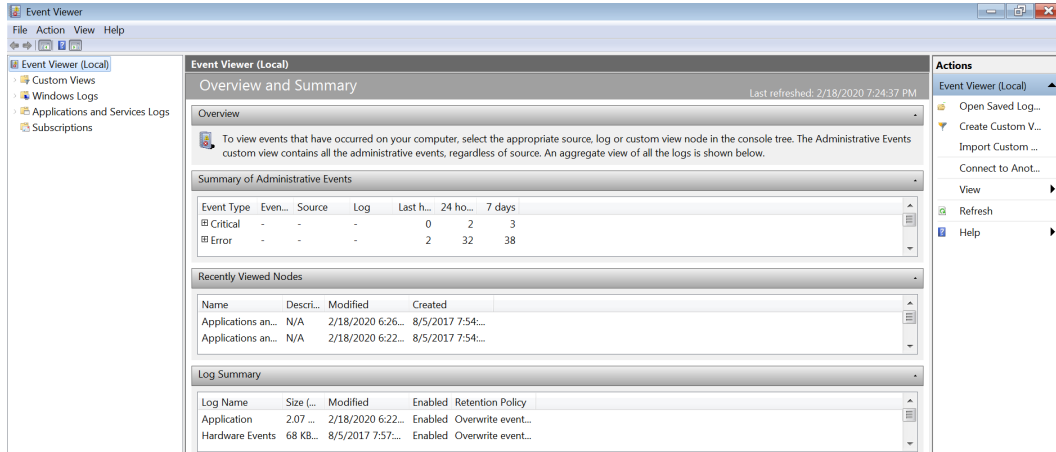 Event Viewer
File Action View Help
Event Viewer (Local)
Custom Views
Windows Logs
Applications and Services Logs
Subscriptions
Event Viewer (Local)
Overview and Summary
Last refreshed: 2/18/2020 7:24:37 PM
Overview
To view events that have occurred on your computer, select the appropriate source, log or custom view node in the console tree. The Administrative Events
custom view contains all the administrative events, regardless of source. An aggregate view of all the logs is shown below.
Summary of Administrative Events
Event Type Even... Source Log Last h... 24 ho... 7 days
Critical - - - 0 2 3
Error - - - 2 32 38
Recently Viewed Nodes
Name Descri... Modified Created
Applications an... N/A 2/18/2020 6:26... 8/5/2017 7:54:...
Applications an... N/A 2/18/2020 6:22... 8/5/2017 7:54:...
Log Summary
Log Name Size (... Modified Enabled Retention Policy
Application 2.07 ... 2/18/2020 6:22... Enabled Overwrite event...
Hardware Events 68 KB... 8/5/2017 7:57:... Enabled Overwrite event...
Actions
Event Viewer (Local)
Open Saved Log...
Create Custom V...
Import Custom ...
Connect to Anot...
View
Refresh
Help